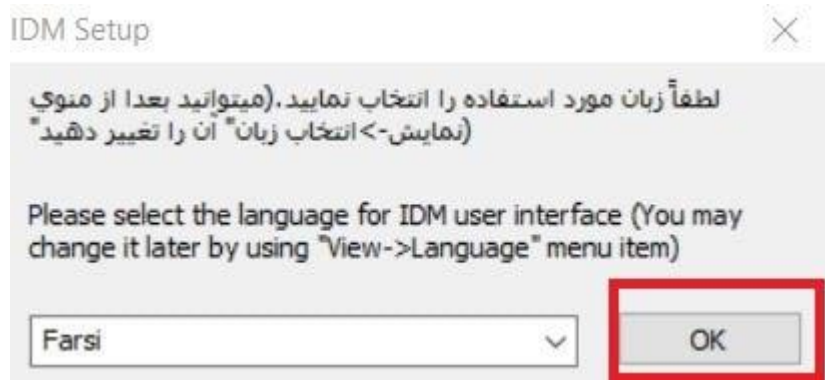 IDM Setup
لطفاً زبان مورد استفاده را انتخاب نمایید.(میتوانید بعدا از منوي
"نمایش->انتخاب زبان" آن را تغییر دهید)
Please select the language for IDM user interface (You may
change it later by using "View->Language" menu item)
Farsi
OK